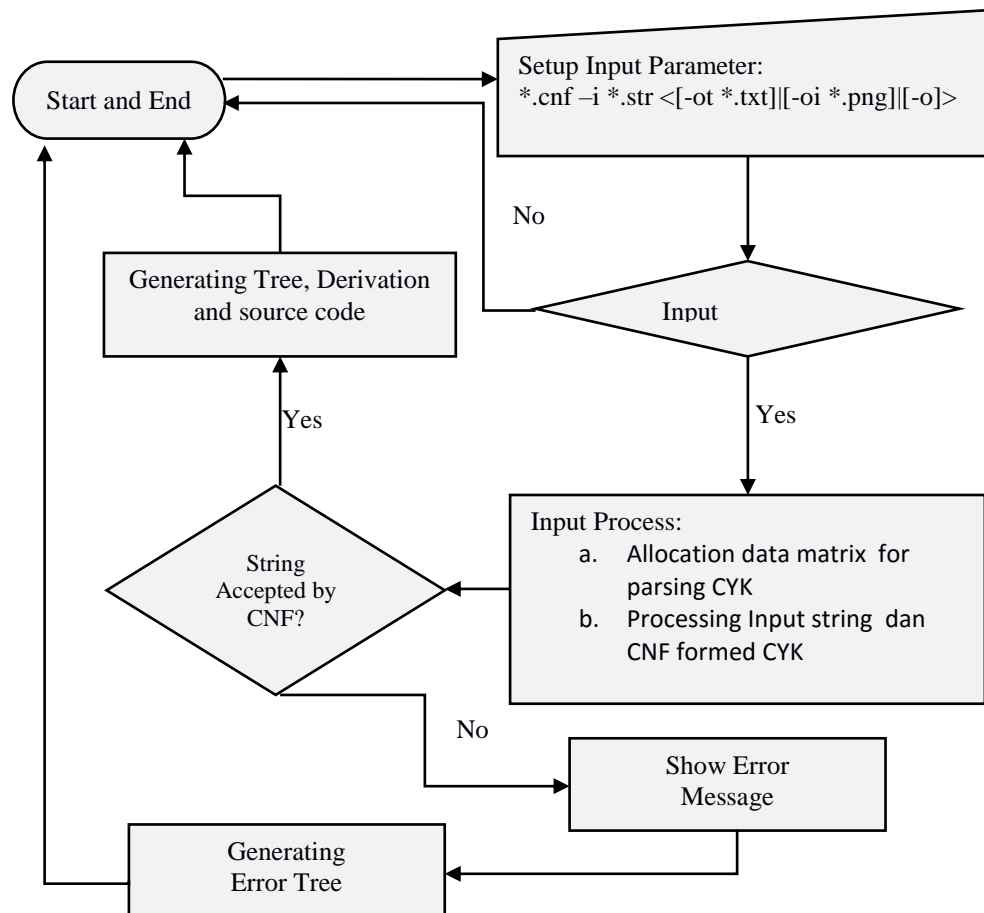 Start and End
Setup Input Parameter:
*.cnf –i *.str <[-ot *.txt]|[-oi *.png]|[-o]>
No
Generating Tree, Derivation
and source code
Input
Yes
Yes
String
Accepted by
CNF?
Input Process:
a. Allocation data matrix for
parsing CYK
b. Processing Input string dan
CNF formed CYK
No
Show Error
Message
Generating
Error Tree